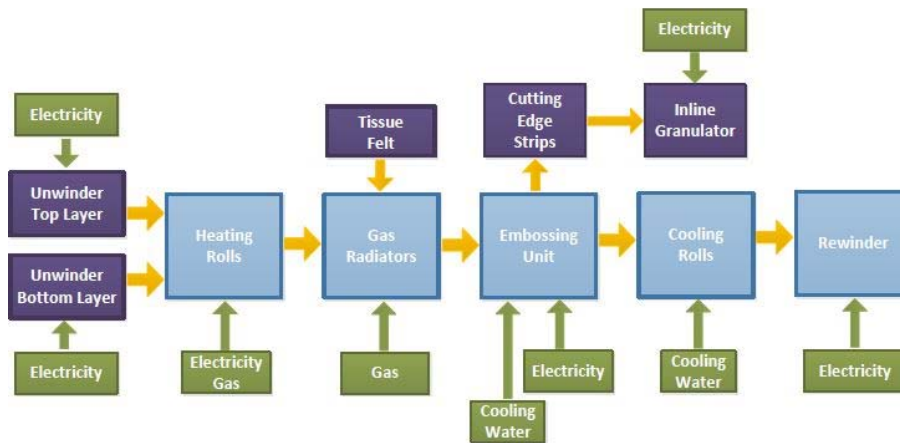 Electricity
Electricity
Tissue
Felt
Cutting
Edge
Strips
Inline
Granulator
Unwinder
Top Layer
Unwinder
Bottom Layer
Heating
Rolls
Gas
Radiators
Embossing
Unit
Cooling
Rolls
Rewinder
Electricity
Electricity
Gas
Gas
Cooling
Water
Electricity
Cooling
Water
Electricity